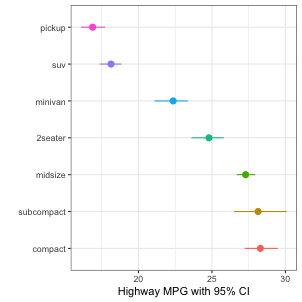 pickup
suv
minivan
2seater
midsize
subcompact
compact
20 25 30
Highway MPG with 95% CI